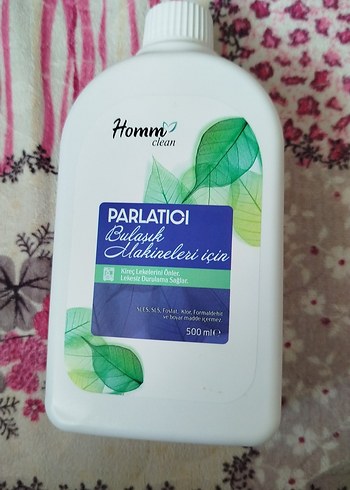 Homm
clean
PARLATICI
Bulaşık
Makineleri için
Kireç Lekelerini Önler,
Lekesiz Durulama Sağlar.
SLES, SLS, Fosfat, Klor, Formaldehit
ve boyar madde içermez.
500 ml e